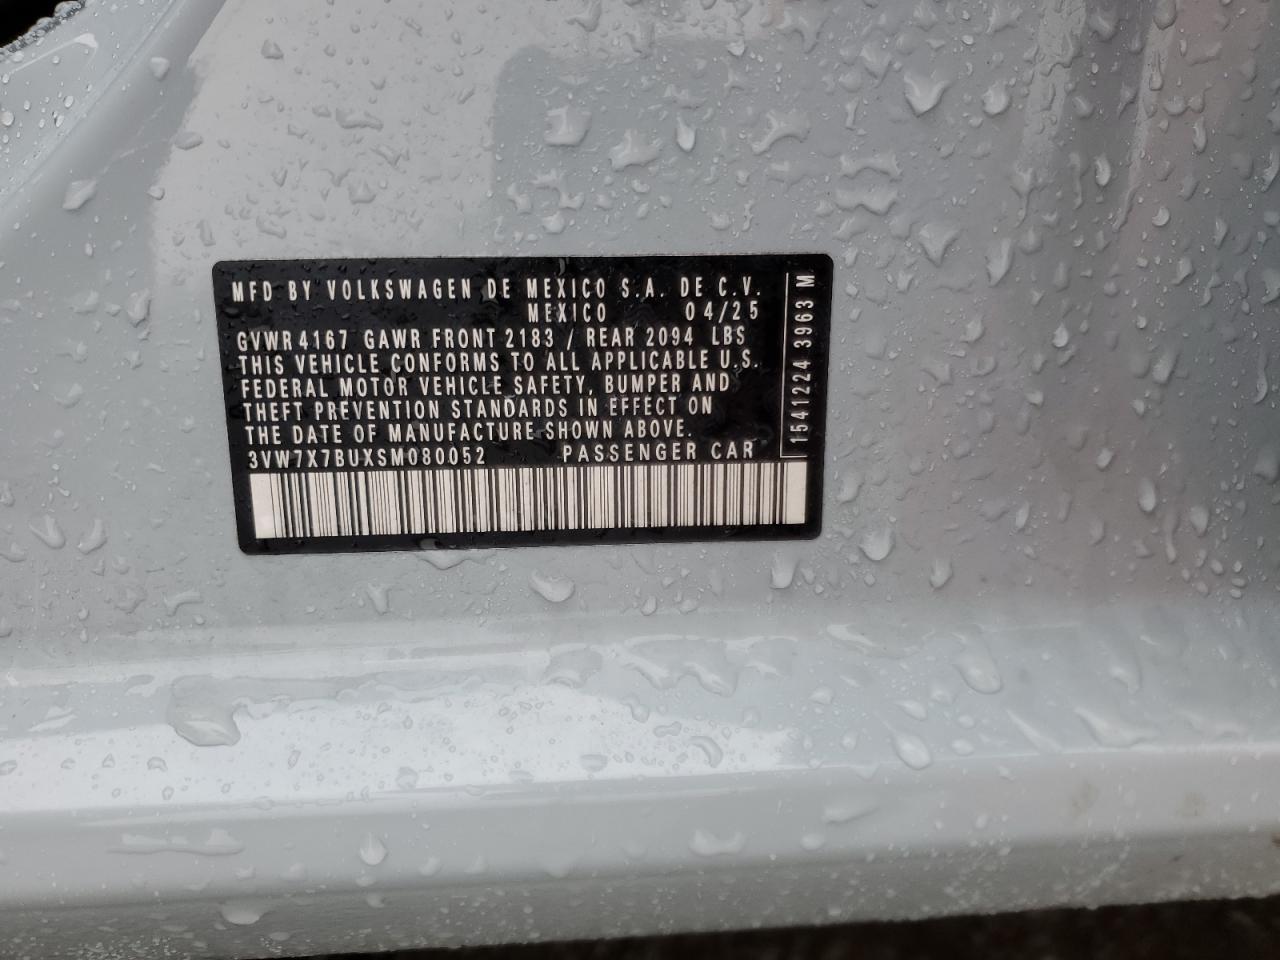 MFD BY VOLKSWAGEN DE MEXICO S.A. DE C.V.
MEXICO 04/25
GVWR 4167 GAWR FRONT 2183 / REAR 2094 LBS
THIS VEHICLE CONFORMS TO ALL APPLICABLE U.S.
FEDERAL MOTOR VEHICLE SAFETY, BUMPER AND
THEFT PREVENTION STANDARDS IN EFFECT ON
THE DATE OF MANUFACTURE SHOWN ABOVE.
3VW7X7BUXSM080052 PASSENGER CAR
1541224 3963 M